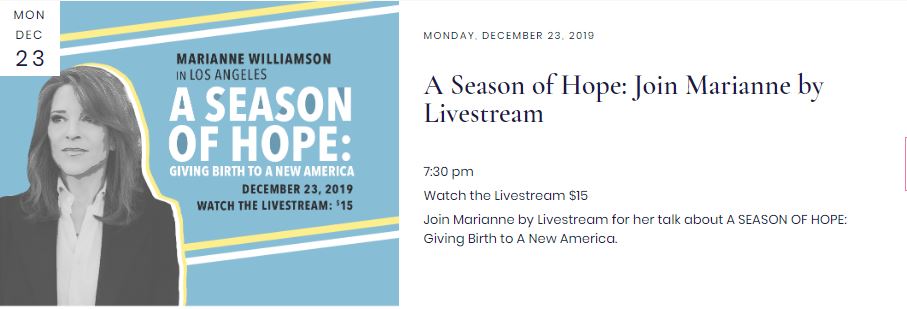 MON
DEC
23
MARIANNE WILLIAMSON
IN LOS ANGELES
A SEASON
OF HOPE:
GIVING BIRTH TO A NEW AMERICA
DECEMBER 23, 2019
WATCH THE LIVESTREAM: $15
MONDAY, DECEMBER 23, 2019
A Season of Hope: Join Marianne by
Livestream
7:30 pm
Watch the Livestream $15
Join Marianne by Livestream for her talk about A SEASON OF HOPE:
Giving Birth to A New America.